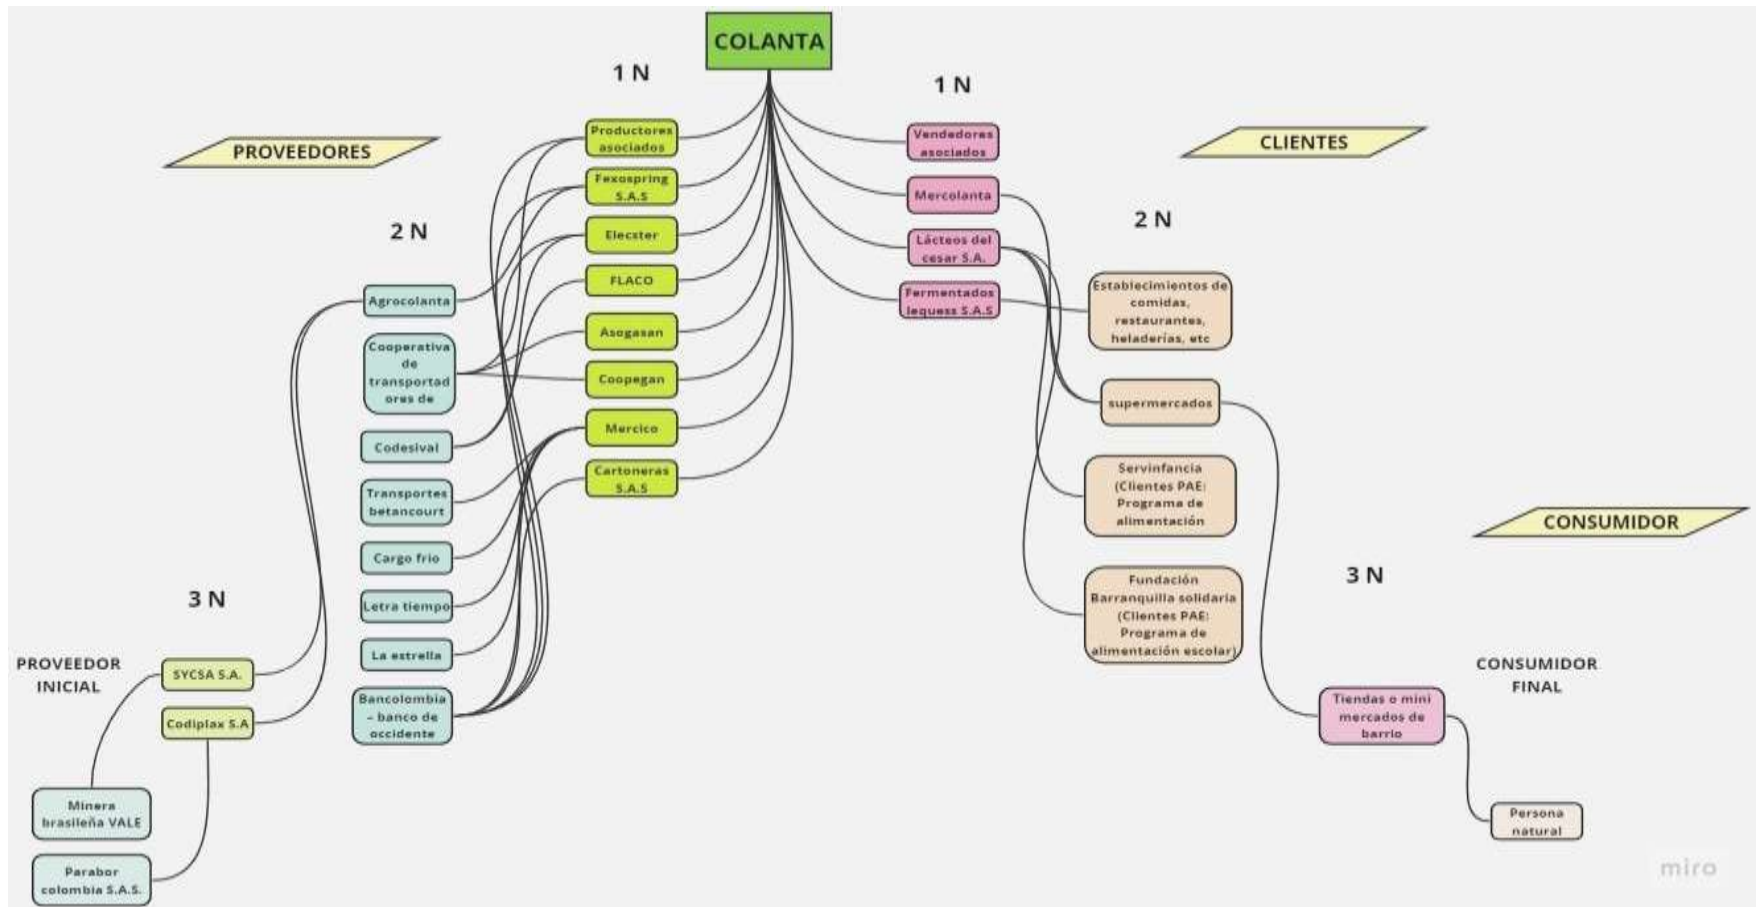 COLANTA
1 N
1 N
PROVEEDORES
CLIENTES
Productores
asociados
Fexospring
S.A.S
Elecster
FLACO
Asogasan
Coopegan
Mercico
Cartoneras
S.A.S
Vendedores
asociados
Mercolanta
Lácteos del
cesar S.A.
Fermentados
lequess S.A.S
2 N
2 N
Agrocolanta
Cooperativa
de
transportad
ores de
Codesival
Transportes
betancourt
Cargo frio
Letra tiempo
La estrella
Bancolombia
– banco de
occidente
Establecimientos de
comidas,
restaurantes,
heladerías, etc
supermercados
Servinfancia
(Clientes PAE:
Programa de
alimentación
Fundación
Barranquilla solidaria
(Clientes PAE:
Programa de
alimentación escolar)
CONSUMIDOR
3 N
3 N
PROVEEDOR
INICIAL
SYCSA S.A.
Codiplax S.A
Minera
brasileña VALE
Parabor
colombia S.A.S.
CONSUMIDOR
FINAL
Tiendas o mini
mercados de
barrio
Persona
natural
miro